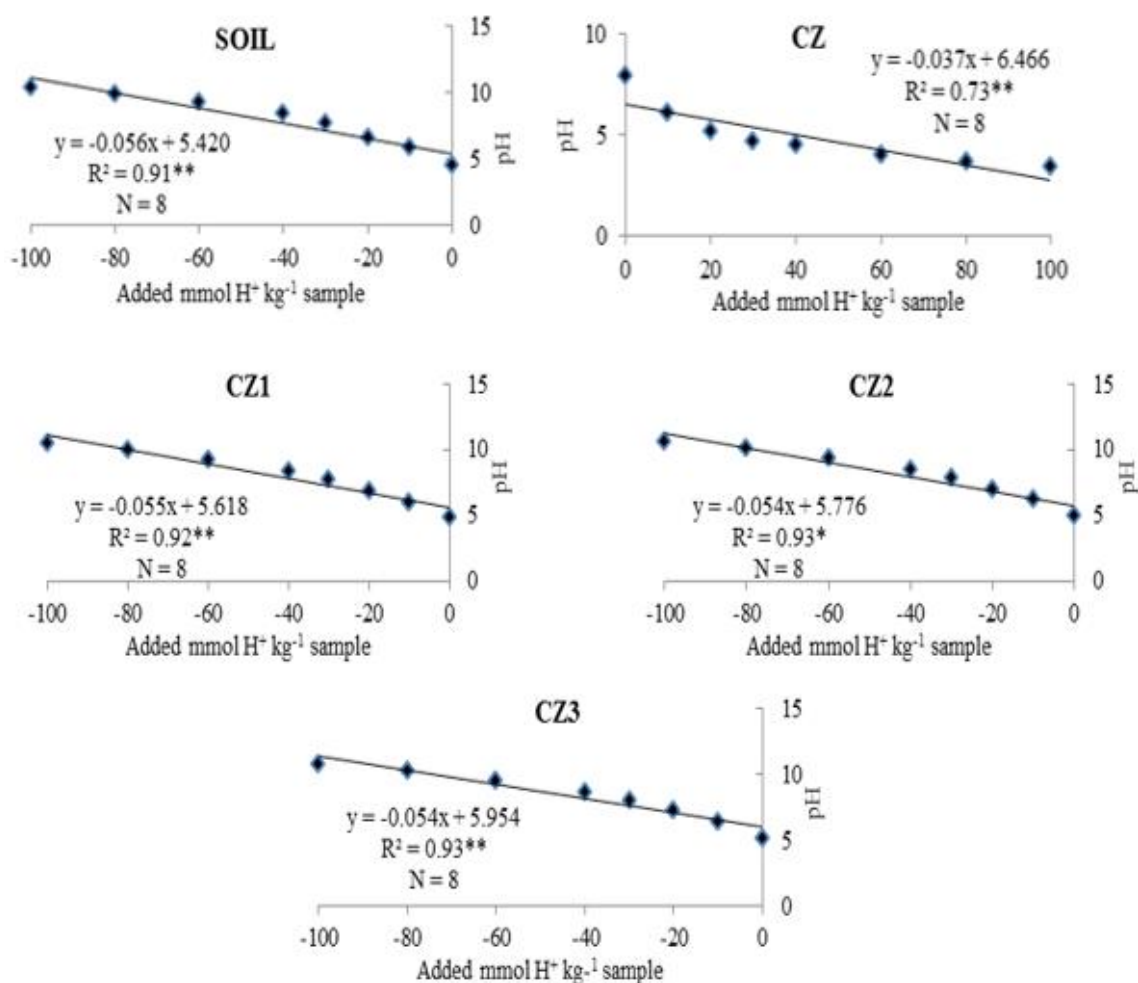 SOIL
15
10
5
0
pH
y = -0.056x + 5.420
R² = 0.91**
N = 8
-100 -80 -60 -40 -20 0
Added mmol H⁺ kg⁻¹ sample
CZ
10
5
0
pH
y = -0.037x + 6.466
R² = 0.73**
N = 8
0 20 40 60 80 100
Added mmol H⁺ kg⁻¹ sample
CZ1
15
10
5
0
pH
y = -0.055x + 5.618
R² = 0.92**
N = 8
-100 -80 -60 -40 -20 0
Added mmol H⁺ kg⁻¹ sample
CZ2
15
10
5
0
pH
y = -0.054x + 5.776
R² = 0.93*
N = 8
-100 -80 -60 -40 -20 0
Added mmol H⁺ kg⁻¹ sample
CZ3
15
10
5
0
pH
y = -0.054x + 5.954
R² = 0.93**
N = 8
-100 -80 -60 -40 -20 0
Added mmol H⁺ kg-¹ sample